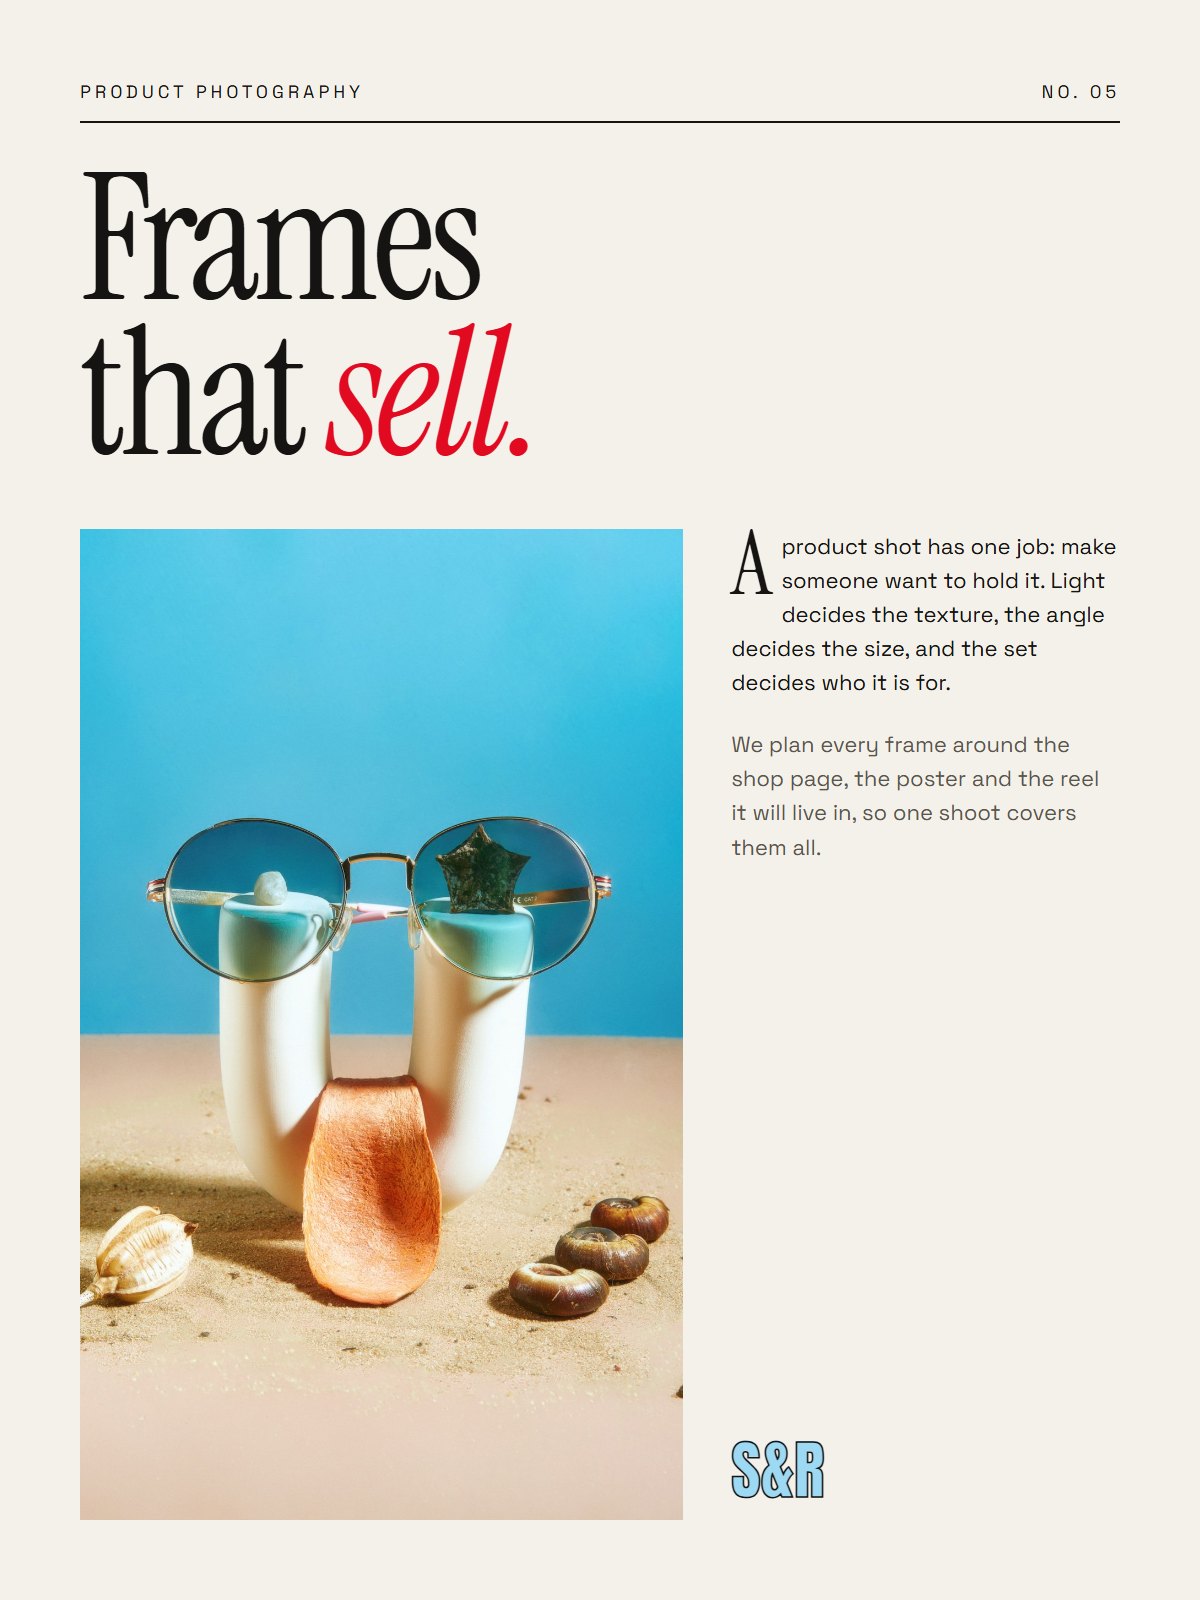 PRODUCT PHOTOGRAPHY
NO. 05
Frames
that sell.
A product shot has one job: make
someone want to hold it. Light
decides the texture, the angle
decides the size, and the set
decides who it is for.
We plan every frame around the
shop page, the poster and the reel
it will live in, so one shoot covers
them all.
S&R